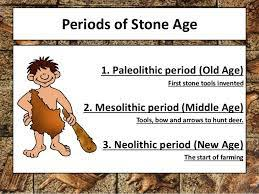 Periods of Stone Age
1. Paleolithic period (Old Age)
First stone tools invented
2. Mesolithic period (Middle Age)
Tools, bow and arrows to hunt deer.
3. Neolithic period (New Age)
The start of farming